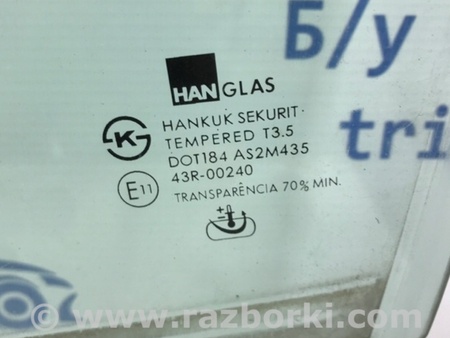 Б/у
tri
HANGLAS
HANKUK SEKURIT
TEMPERED T3.5
DOT184 AS2M435
43R-00240
E11
TRANSPARÊNCIA 70% MIN.
© www.razborki.com